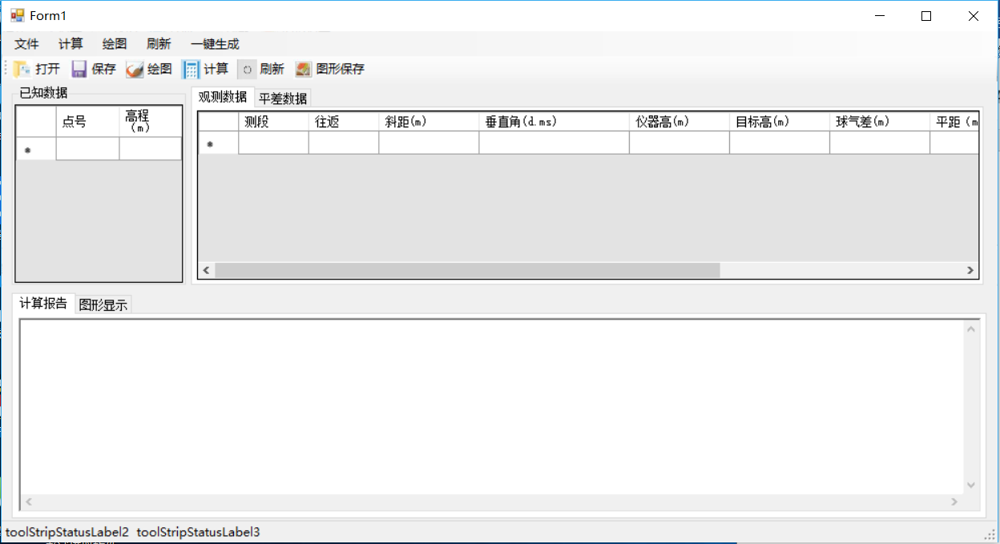 Form1
文件 计算 绘图 刷新 一键生成
打开 保存 绘图 计算 刷新 图形保存
已知数据
点号 高程
(m)
观测数据 平差数据
测段 往返 斜距(m) 垂直角(d.ms) 仪器高(m) 目标高(m) 球气差(m) 平距（m
计算报告 图形显示
toolStripStatusLabel2 toolStripStatusLabel3